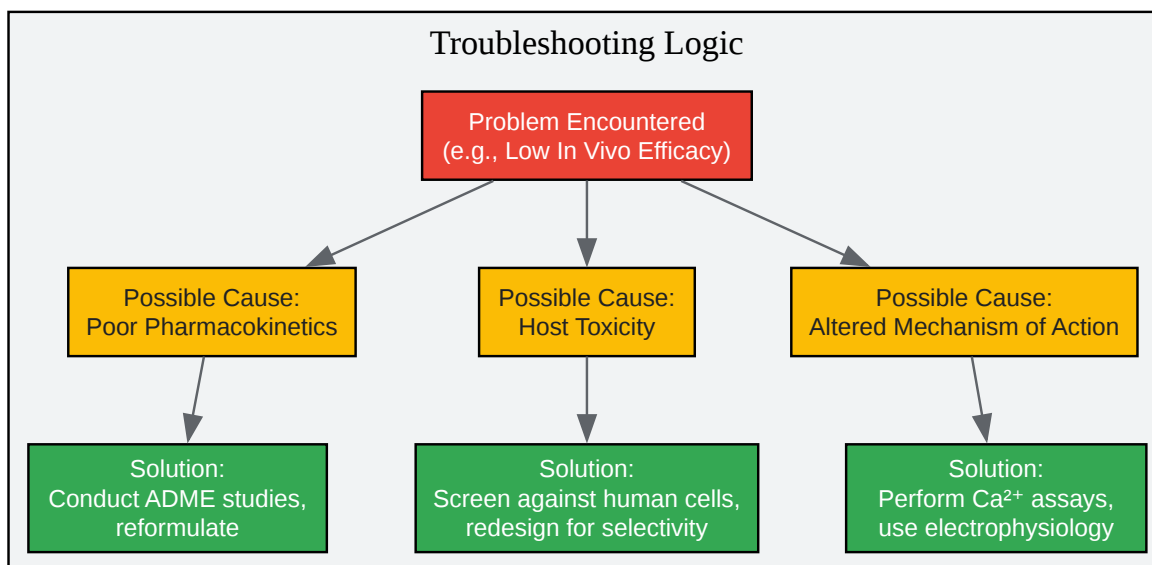 Troubleshooting Logic
Problem Encountered
(e.g., Low In Vivo Efficacy)
Possible Cause:
Poor Pharmacokinetics
Possible Cause:
Host Toxicity
Possible Cause:
Altered Mechanism of Action
Solution:
Conduct ADME studies,
reformulate
Solution:
Screen against human cells,
redesign for selectivity
Solution:
Perform Ca²⁺ assays,
use electrophysiology